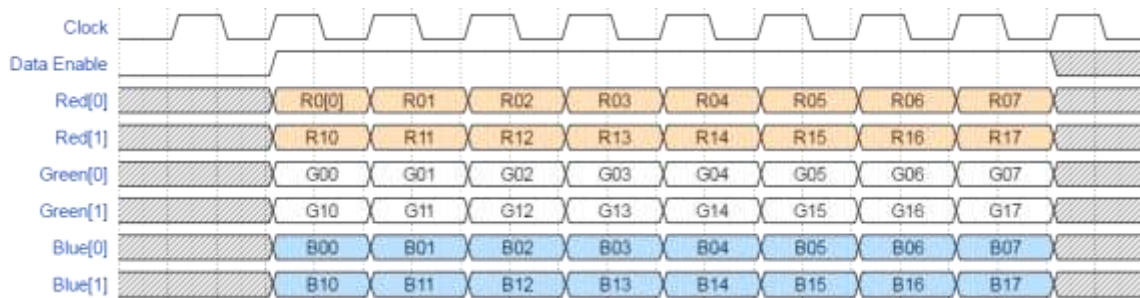 Clock
Data Enable
Red[0] R0[0] R01 R02 R03 R04 R05 R06 R07
Red[1] R10 R11 R12 R13 R14 R15 R16 R17
Green[0] G00 G01 G02 G03 G04 G05 G06 G07
Green[1] G10 G11 G12 G13 G14 G15 G16 G17
Blue[0] B00 B01 B02 B03 B04 B05 B06 B07
Blue[1] B10 B11 B12 B13 B14 B15 B16 B17